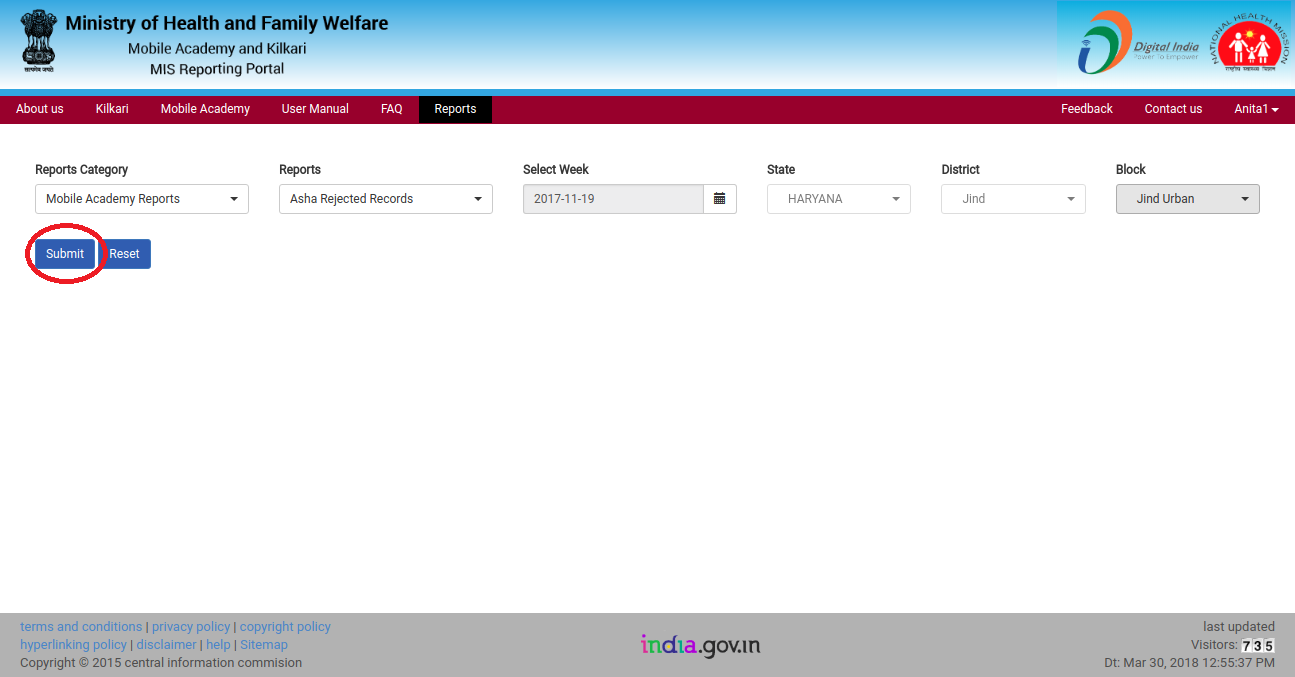 Ministry of Health and Family Welfare
Mobile Academy and Kilkari
MIS Reporting Portal
सत्यमेव जयते
Digital India
Power To Empower
NATIONAL HEALTH MISSION
राष्ट्रीय स्वास्थ्य मिशन
About us Kilkari Mobile Academy User Manual FAQ Reports Feedback Contact us Anita1
Reports Category Reports Select Week State District Block
Mobile Academy Reports Asha Rejected Records 2017-11-19 HARYANA Jind Jind Urban
Submit Reset
terms and conditions | privacy policy | copyright policy
hyperlinking policy | disclaimer | help | Sitemap
Copyright © 2015 central information commision
india.gov.in
last updated
Visitors: 735
Dt: Mar 30, 2018 12:55:37 PM